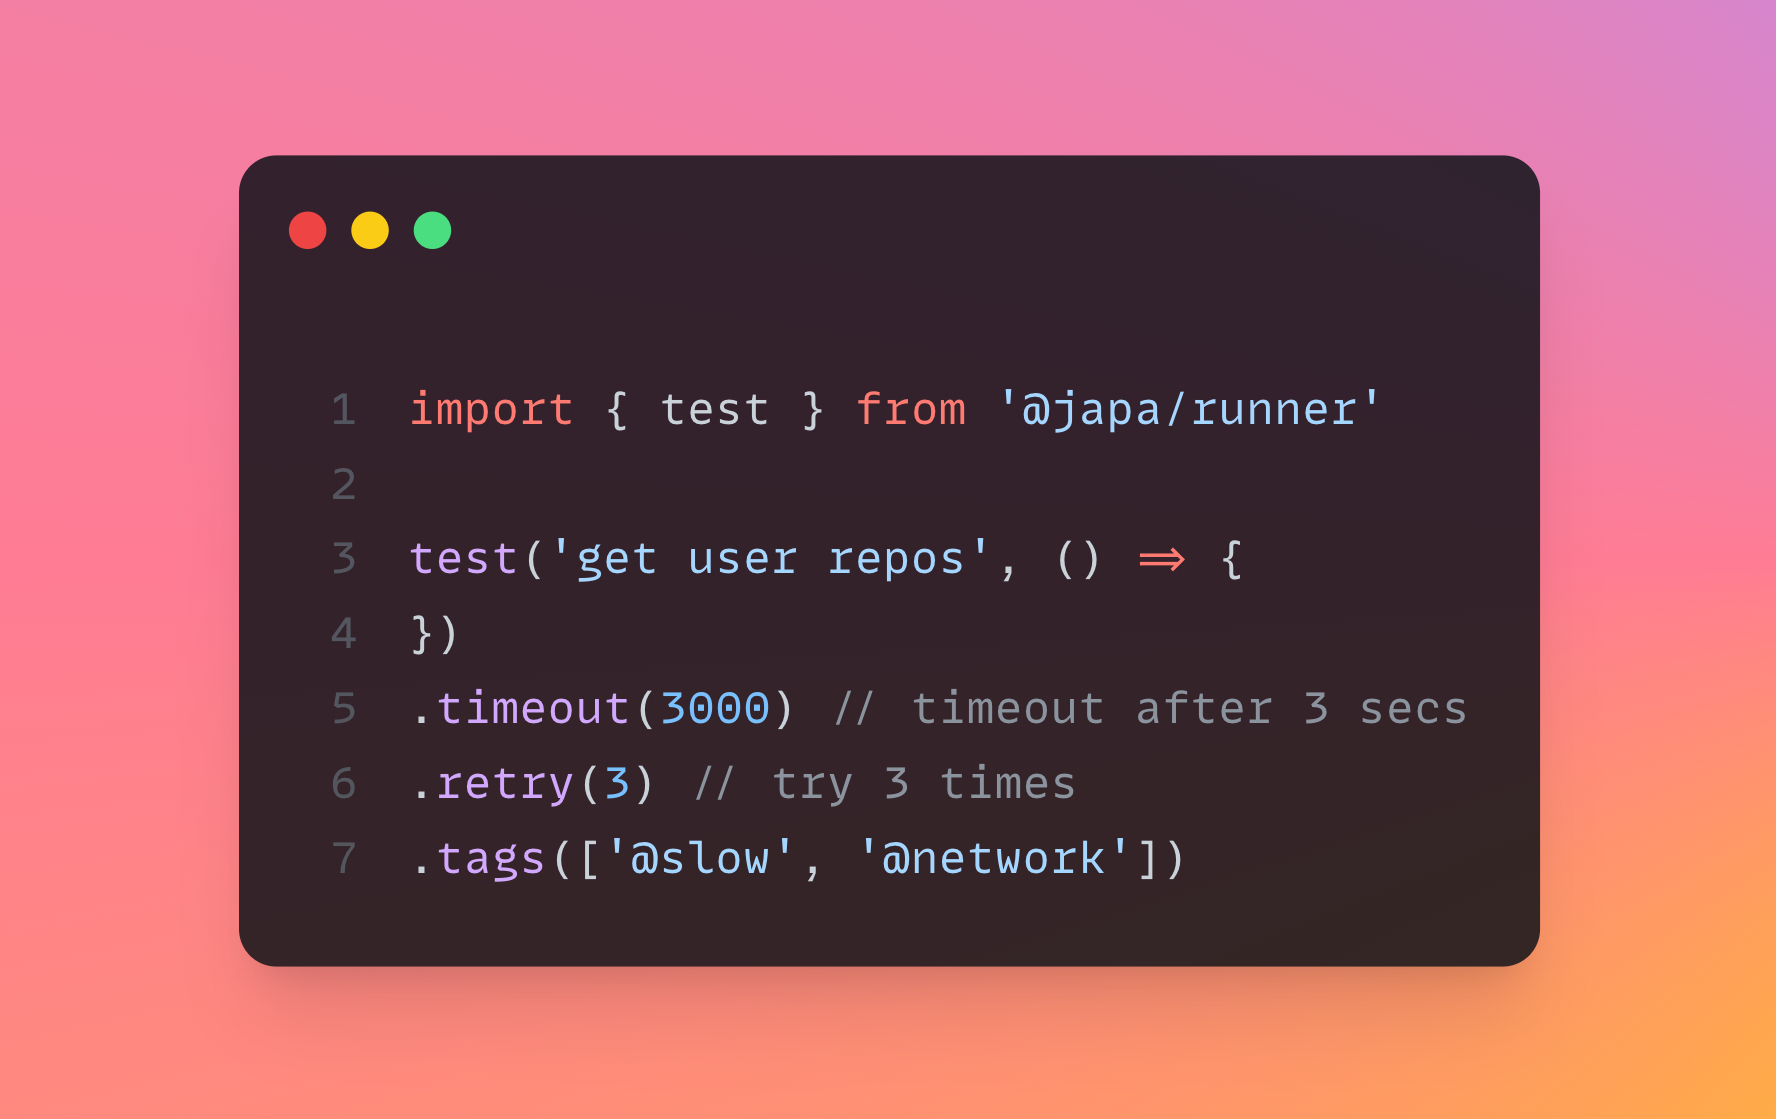 1 import { test } from '@japa/runner'
2
3 test('get user repos', () => {
4 })
5 .timeout(3000) // timeout after 3 secs
6 .retry(3) // try 3 times
7 .tags(['@slow', '@network'])